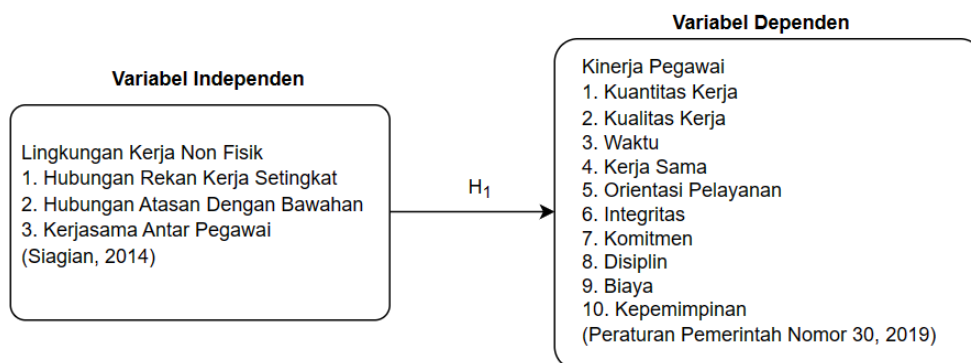 Variabel Independen
Lingkungan Kerja Non Fisik
1. Hubungan Rekan Kerja Setingkat
2. Hubungan Atasan Dengan Bawahan
3. Kerjasama Antar Pegawai
(Siagian, 2014)
H1
Variabel Dependen
Kinerja Pegawai
1. Kuantitas Kerja
2. Kualitas Kerja
3. Waktu
4. Kerja Sama
5. Orientasi Pelayanan
6. Integritas
7. Komitmen
8. Disiplin
9. Biaya
10. Kepemimpinan
(Peraturan Pemerintah Nomor 30, 2019)